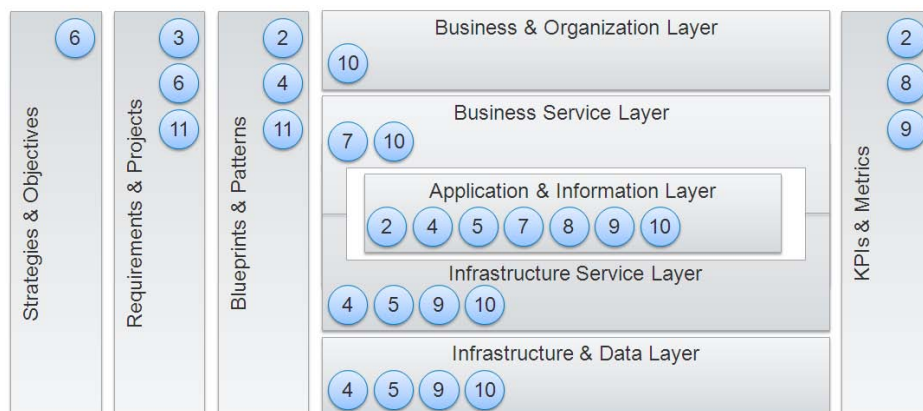 Strategies & Objectives
6
Requirements & Projects
3
6
11
Blueprints & Patterns
2
4
11
Business & Organization Layer
10
Business Service Layer
7 10
Application & Information Layer
2 4 5 7 8 9 10
Infrastructure Service Layer
4 5 9 10
Infrastructure & Data Layer
4 5 9 10
KPIs & Metrics
2
8
9